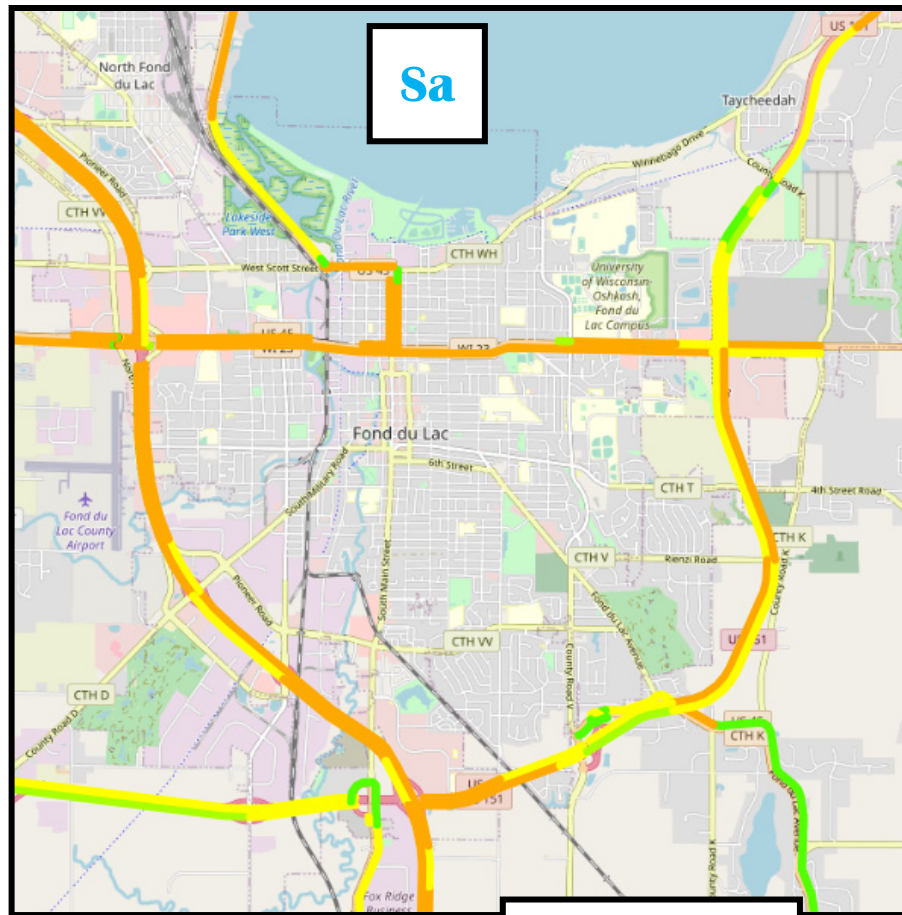 US 151
North Fond
du Lac
Sa
Taycheedah
Pioneer Road
Winnebago Drive
County Road K
CTH VV
Lakeside
Park West
CTH WH
West Scott Street
US 45
University
of Wisconsin-
Oshkosh,
Fond du
Lac Campus
US 45
WI 23
WI 23
Fond du Lac
6th Street
South Military Road
CTH T
4th Street Road
Fond du
Lac County
Airport
CTH K
CTH V
Rienzi Road
South Main Street
County Road K
Pioneer Road
Fond du Lac Avenue
CTH VV
US 151
County Road V
CTH D
County Road D
US 45
CTH K
Fond du Lac Avenue
US 151
County Road K
Fox Ridge
Business